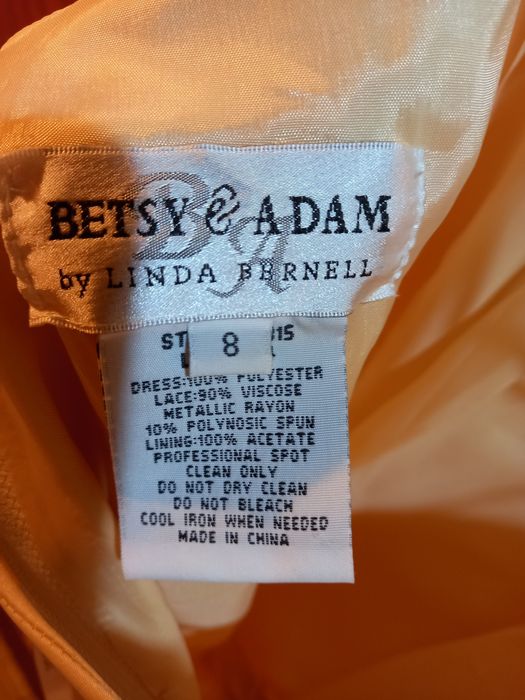 BETSY & ADAM
by LINDA BERNELL
8
DRESS:100% POLYESTER
LACE:90% VISCOSE
METALLIC RAYON
10% POLYNOSIC SPUN
LINING:100% ACETATE
PROFESSIONAL SPOT
CLEAN ONLY
DO NOT DRY CLEAN
DO NOT BLEACH
COOL IRON WHEN NEEDED
MADE IN CHINA